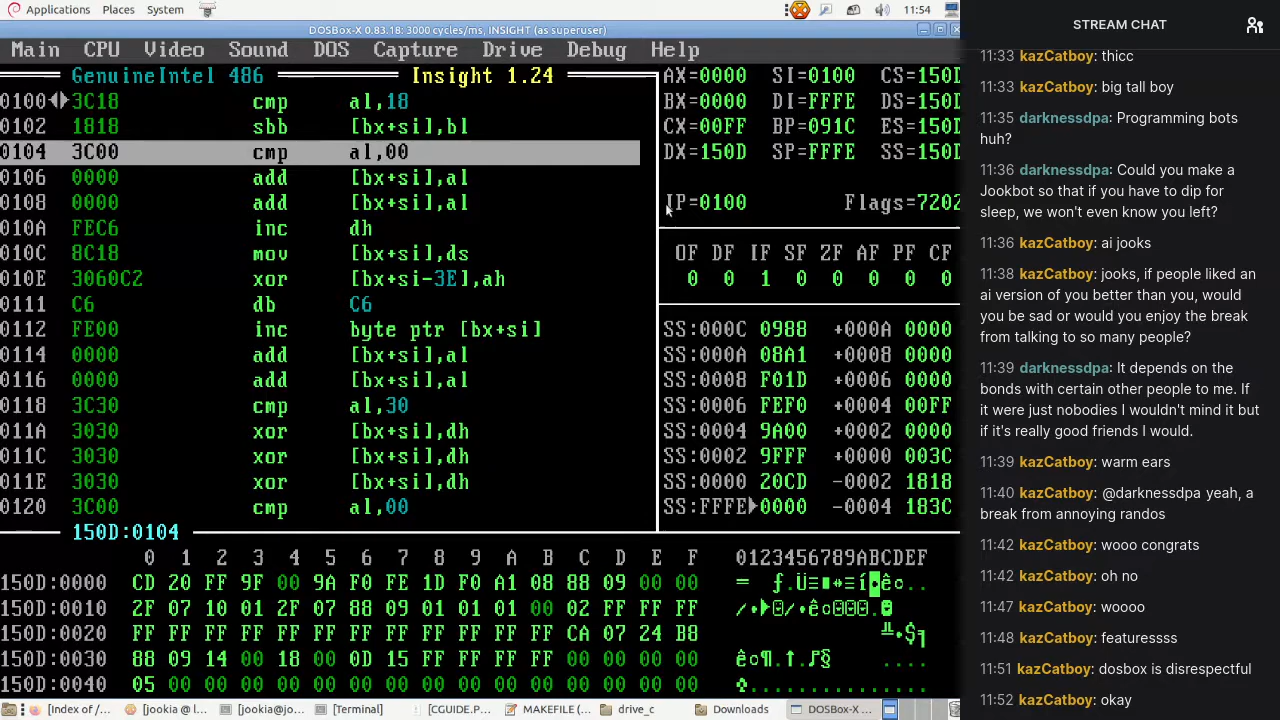 Applications Places System 11:54
DOSBox-X 0.83.18: 3000 cycles/ms, INSIGHT (as superuser)
Main CPU Video Sound DOS Capture Drive Debug Help
GenuineIntel 486 Insight 1.24
0100 3C18 cmp al,18
0102 1818 sbb [bx+si],bl
0104 3C00 cmp al,00
0106 0000 add [bx+si],al
0108 0000 add [bx+si],al
010A FEC6 inc dh
010C 8C18 mov [bx+si],ds
010E 3060C2 xor [bx+si-3E],ah
0111 C6 db C6
0112 FE00 inc byte ptr [bx+si]
0114 0000 add [bx+si],al
0116 0000 add [bx+si],al
0118 3C30 cmp al,30
011A 3030 xor [bx+si],dh
011C 3030 xor [bx+si],dh
011E 3030 xor [bx+si],dh
0120 3C00 cmp al,00
AX=0000 SI=0100 CS=150D
BX=0000 DI=FFFE DS=150D
CX=00FF BP=091C ES=150D
DX=150D SP=FFFE SS=150D
IP=0100 Flags=7202
OF DF IF SF ZF AF PF CF
0 0 1 0 0 0 0 0
SS:000C 0988 +000A 0000
SS:000A 08A1 +0008 0000
SS:0008 F01D +0006 0000
SS:0006 FEF0 +0004 00FF
SS:0004 9A00 +0002 0000
SS:0002 9FFF +0000 003C
SS:0000 20CD -0002 1818
SS:FFFE 0000 -0004 183C
150D:0104
0 1 2 3 4 5 6 7 8 9 A B C D E F 0123456789ABCDEF
150D:0000 CD 20 FF 9F 00 9A F0 FE 1D F0 A1 08 88 09 00 00
150D:0010 2F 07 10 01 2F 07 88 09 01 01 01 00 02 FF FF FF
150D:0020 FF FF FF FF FF FF FF FF FF FF FF FF CA 07 24 B8
150D:0030 88 09 14 00 18 00 0D 15 FF FF FF FF 00 00 00 00
150D:0040 05 00 00 00 00 00 00 00 00 00 00 00 00 00 00 00
[Index of /... [jookia @ l... [jookia@jo... [Terminal] [CGUIDE.P... MAKEFILE (... drive_c Downloads DOSBox-X ...
STREAM CHAT
11:33 kazCatboy: thicc
11:33 kazCatboy: big tall boy
11:35 darknessdpa: Programming bots
huh?
11:36 darknessdpa: Could you make a
Jookbot so that if you have to dip for
sleep, we won't even know you left?
11:36 kazCatboy: ai jooks
11:38 kazCatboy: jooks, if people liked an
ai version of you better than you, would
you be sad or would you enjoy the break
from talking to so many people?
11:39 darknessdpa: It depends on the
bonds with certain other people to me. If
it were just nobodies I wouldn't mind it but
if it's really good friends I would.
11:39 kazCatboy: warm ears
11:40 kazCatboy: @darknessdpa yeah, a
break from annoying randos
11:42 kazCatboy: wooo congrats
11:42 kazCatboy: oh no
11:47 kazCatboy: woooo
11:48 kazCatboy: featuressss
11:51 kazCatboy: dosbox is disrespectful
11:52 kazCatboy: okay